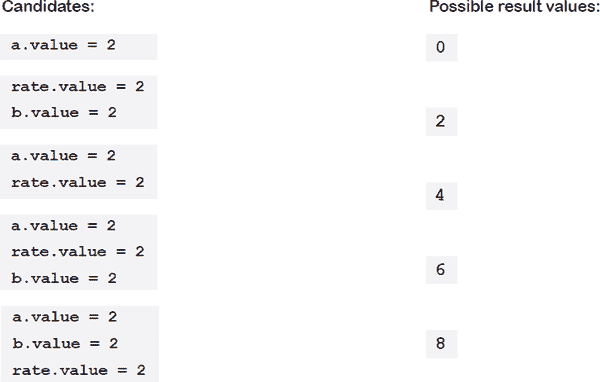 Candidates:
a.value = 2
rate.value = 2
b.value = 2
a.value = 2
rate.value = 2
a.value = 2
rate.value = 2
b.value = 2
a.value = 2
b.value = 2
rate.value = 2
Possible result values:
0
2
4
6
8